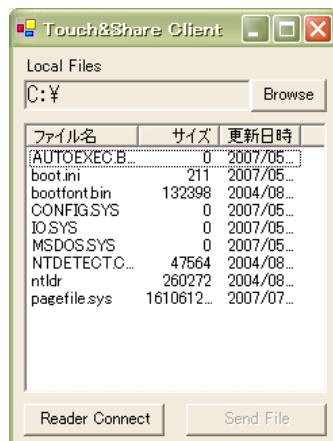 Touch&Share Client
Local Files
C:¥ Browse
ファイル名 サイズ 更新日時
AUTOEXEC.B... 0 2007/05...
boot.ini 211 2007/05...
bootfont.bin 132398 2004/08...
CONFIG.SYS 0 2007/05...
IO.SYS 0 2007/05...
MSDOS.SYS 0 2007/05...
NTDETECT.C... 47564 2004/08...
ntldr 260272 2004/08...
pagefile.sys 1610612... 2007/07...
Reader Connect Send File